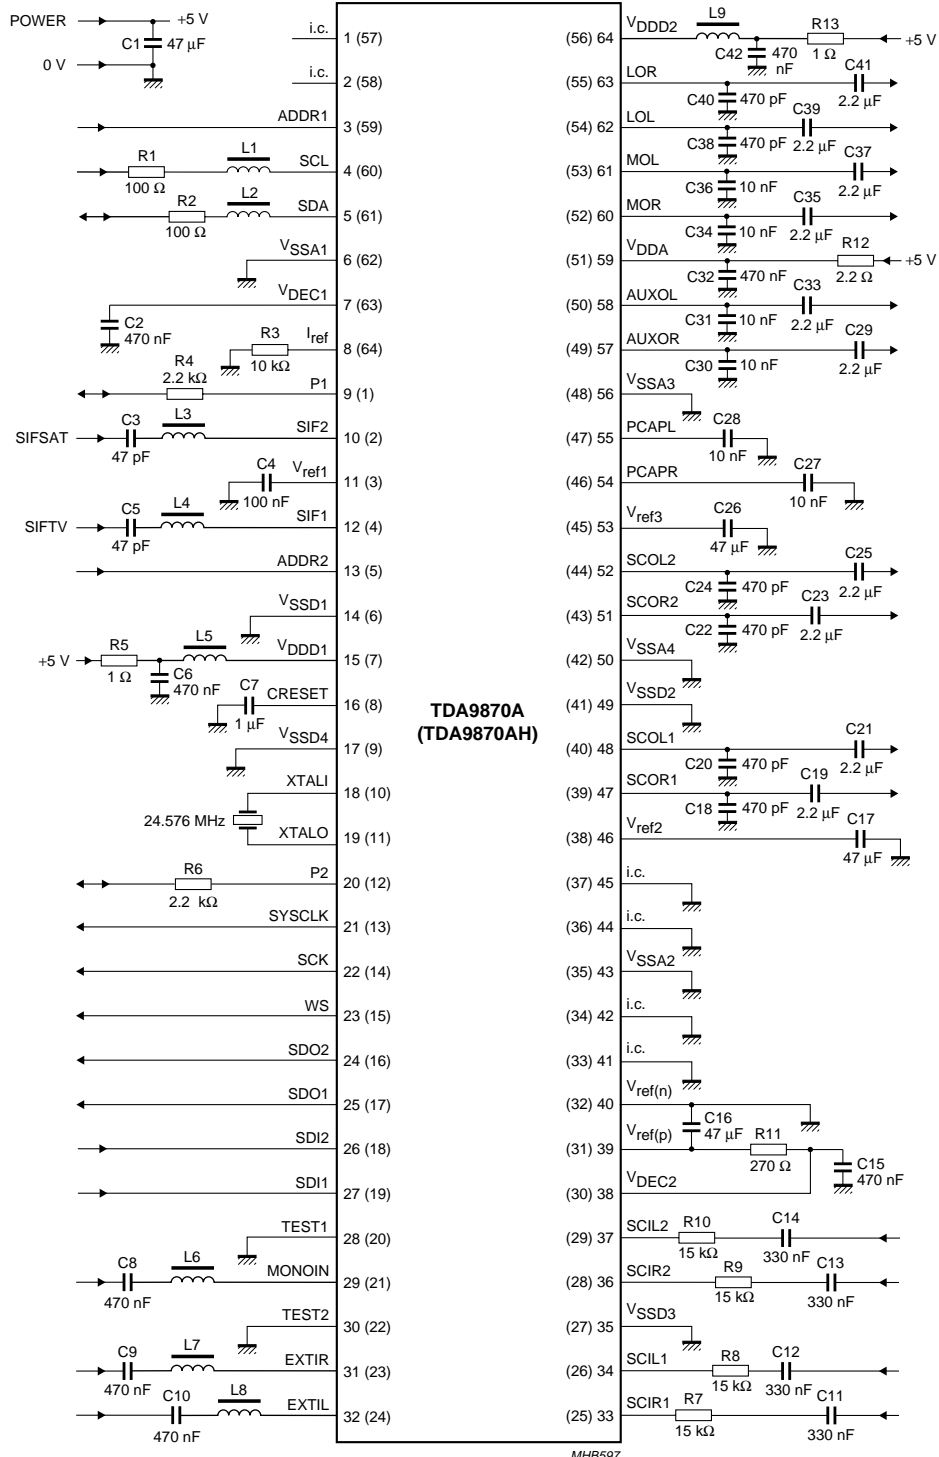 POWER
+5 V
C1
47 μF
0 V
i.c.
1 (57)
i.c.
2 (58)
ADDR1
3 (59)
R1
100 Ω
L1
SCL
4 (60)
R2
100 Ω
L2
SDA
5 (61)
VSSA1
6 (62)
VDEC1
7 (63)
C2
470 nF
R3
10 kΩ
Iref
8 (64)
R4
2.2 kΩ
P1
9 (1)
SIFSAT
C3
47 pF
L3
SIF2
10 (2)
C4
100 nF
Vref1
11 (3)
SIFTV
C5
47 pF
L4
SIF1
12 (4)
ADDR2
13 (5)
VSSD1
14 (6)
+5 V
R5
1 Ω
L5
C6
470 nF
VDDD1
15 (7)
C7
1 μF
CRESET
16 (8)
VSSD4
17 (9)
XTALI
18 (10)
24.576 MHz
XTALO
19 (11)
R6
2.2 kΩ
P2
20 (12)
SYSCLK
21 (13)
SCK
22 (14)
WS
23 (15)
SDO2
24 (16)
SDO1
25 (17)
SDI2
26 (18)
SDI1
27 (19)
TEST1
28 (20)
C8
470 nF
L6
MONOIN
29 (21)
TEST2
30 (22)
C9
470 nF
L7
EXTIR
31 (23)
C10
470 nF
L8
EXTIL
32 (24)
TDA9870A
(TDA9870AH)
(56) 64
VDDD2
L9
C42
470
nF
R13
1 Ω
+5 V
(55) 63
LOR
C40
470 pF
C41
2.2 μF
(54) 62
LOL
C38
470 pF
C39
2.2 μF
(53) 61
MOL
C36
10 nF
C37
2.2 μF
(52) 60
MOR
C34
10 nF
C35
2.2 μF
(51) 59
VDDA
C32
470 nF
R12
2.2 Ω
+5 V
(50) 58
AUXOL
C31
10 nF
C33
2.2 μF
(49) 57
AUXOR
C30
10 nF
C29
2.2 μF
(48) 56
VSSA3
(47) 55
PCAPL
C28
10 nF
(46) 54
PCAPR
C27
10 nF
(45) 53
Vref3
C26
47 μF
(44) 52
SCOL2
C24
470 pF
C25
2.2 μF
(43) 51
SCOR2
C22
470 pF
C23
2.2 μF
(42) 50
VSSA4
(41) 49
VSSD2
(40) 48
SCOL1
C20
470 pF
C21
2.2 μF
(39) 47
SCOR1
C18
470 pF
C19
2.2 μF
(38) 46
Vref2
C17
47 μF
(37) 45
i.c.
(36) 44
i.c.
(35) 43
VSSA2
(34) 42
i.c.
(33) 41
i.c.
(32) 40
Vref(n)
C16
47 μF
(31) 39
Vref(p)
R11
270 Ω
C15
470 nF
(30) 38
VDEC2
(29) 37
SCIL2
R10
15 kΩ
C14
330 nF
(28) 36
SCIR2
R9
15 kΩ
C13
330 nF
(27) 35
VSSD3
(26) 34
SCIL1
R8
15 kΩ
C12
330 nF
(25) 33
SCIR1
R7
15 kΩ
C11
330 nF
MHB597